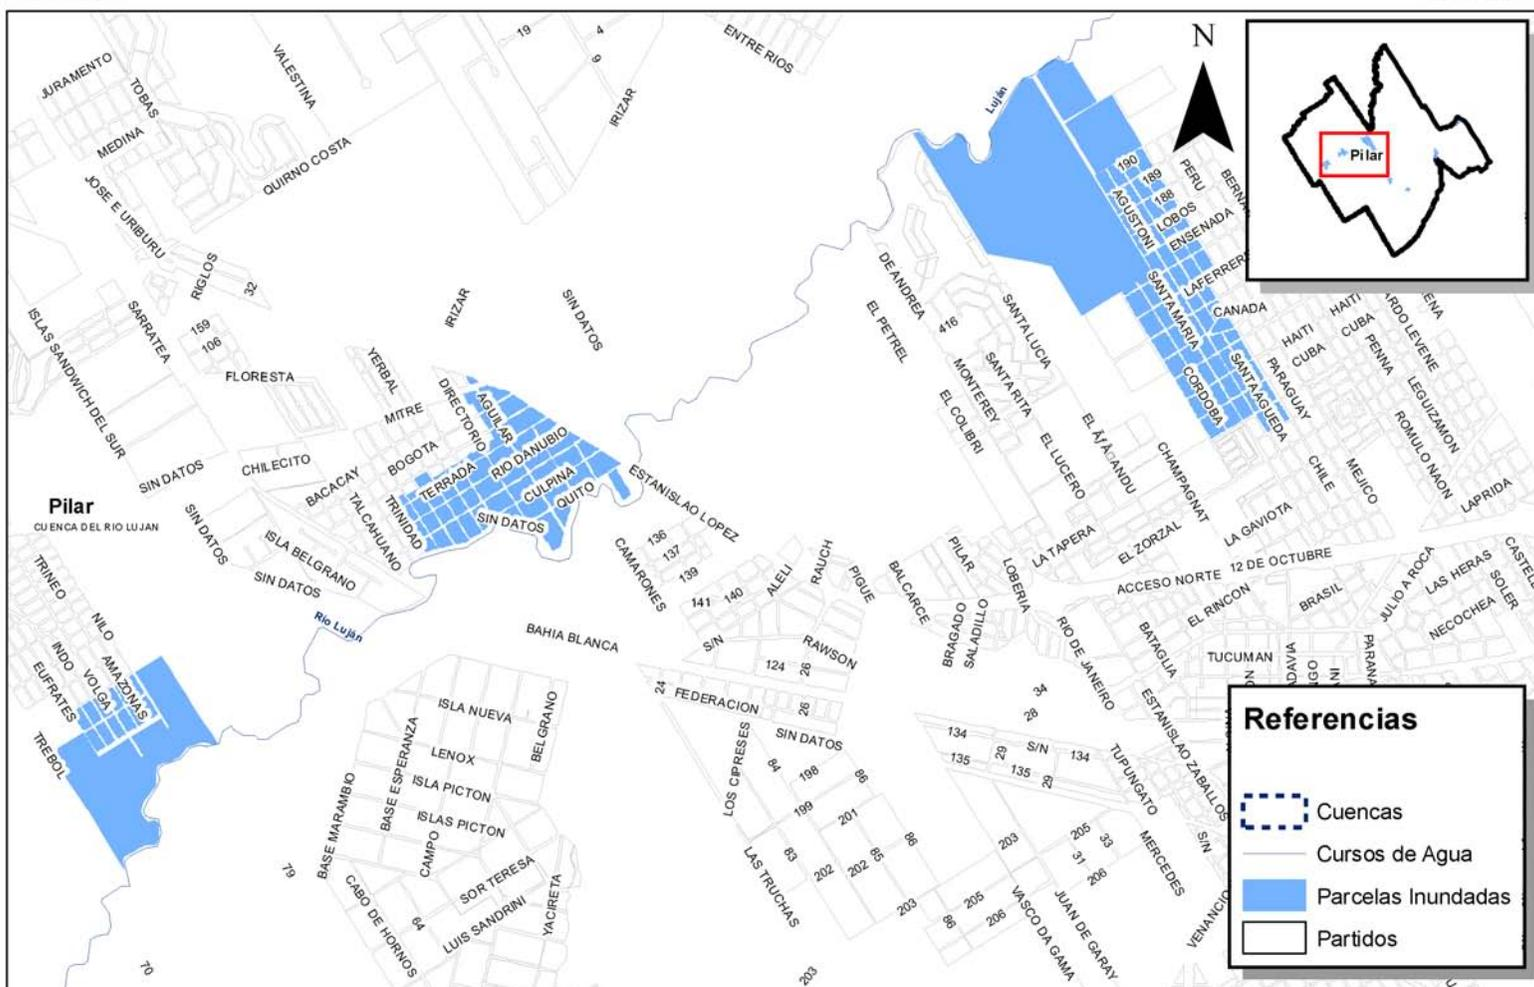 JURAMENTO
TOBAS
MEDINA
VALESTINA
QUIRNO COSTA
JOSE E URIBURU
RIGLOS
32
19
4
9
IRIZAR
ENTRE RIOS
N
Pilar
Luján
190
189
188
PERU
LOBOS
ENSENADA
AGUSTONI
LAFERRERE
CANADA
SANTA MARIA
CORDOBA
SANTA AGUEDA
PARAGUAY
HAITI
HAITI
CUBA
CUBA
PENNA
LEGUIZAMON
ROMULO NAON
LAPRIDA
MEJICO
CHILE
DE ANDREA
EL PETREL
416
SANTA LUCIA
SANTA RITA
MONTEREY
EL COLIBRI
EL LUCERO
CHAMPAGNAT
ISLAS SANDWICH DEL SUR
SARRATEA
159
106
FLORESTA
IRIZAR
SIN DATOS
YERBAL
MITRE
DIRECTORIO
AGUILAR
BOGOTA
TERRADA
RIO DANUBIO
CULPINA
QUITO
SIN DATOS
CHILECITO
SIN DATOS
BACACAY
TALCAHUANO
TRINIDAD
ESTANISLAO LOPEZ
Pilar
CUENCA DEL RIO LUJAN
SIN DATOS
ISLA BELGRANO
SIN DATOS
Río Luján
136
137
139
CAMARONES
141
140
ALELI
RAUCH
PIGUE
BALCARCE
PILAR
LOBERIA
LA TAPERA
EL ZORZAL
LA GAVIOTA
ACCESO NORTE 12 DE OCTUBRE
JULIO A ROCA
LAS HERAS
SOLER
NECOCHEA
BRASIL
EL RINCON
BATAGLIA
TUCUMAN
PARANA
BRAGADO
SALADILLO
RIO DE JANEIRO
ESTANISLAO ZABALLOS
TRINEO
NILO
INDO
VOLGA
AMAZONAS
EUFRATES
TREBOL
BAHIA BLANCA
S/N
RAWSON
124
26
24
FEDERACION
26
SIN DATOS
34
28
134
29
S/N
134
135
135
29
TUPUNGATO
ISLA NUEVA
BELGRANO
LENOX
ISLA PICTON
ISLAS PICTON
BASE ESPERANZA
BASE MARAMBIO
CAMPO
SOR TERESA
LUIS SANDRINI
YACIRETA
CABO DE HORNOS
64
79
70
LOS CIPRESES
84
198
86
199
201
86
83
202
202
85
LAS TRUCHAS
203
203
203
205
205
86
206
33
31
206
MERCEDES
S/N
VASCO DA GAMA
JUAN DE GARAY
Referencias
Cuencas
Cursos de Agua
Parcelas Inundadas
Partidos